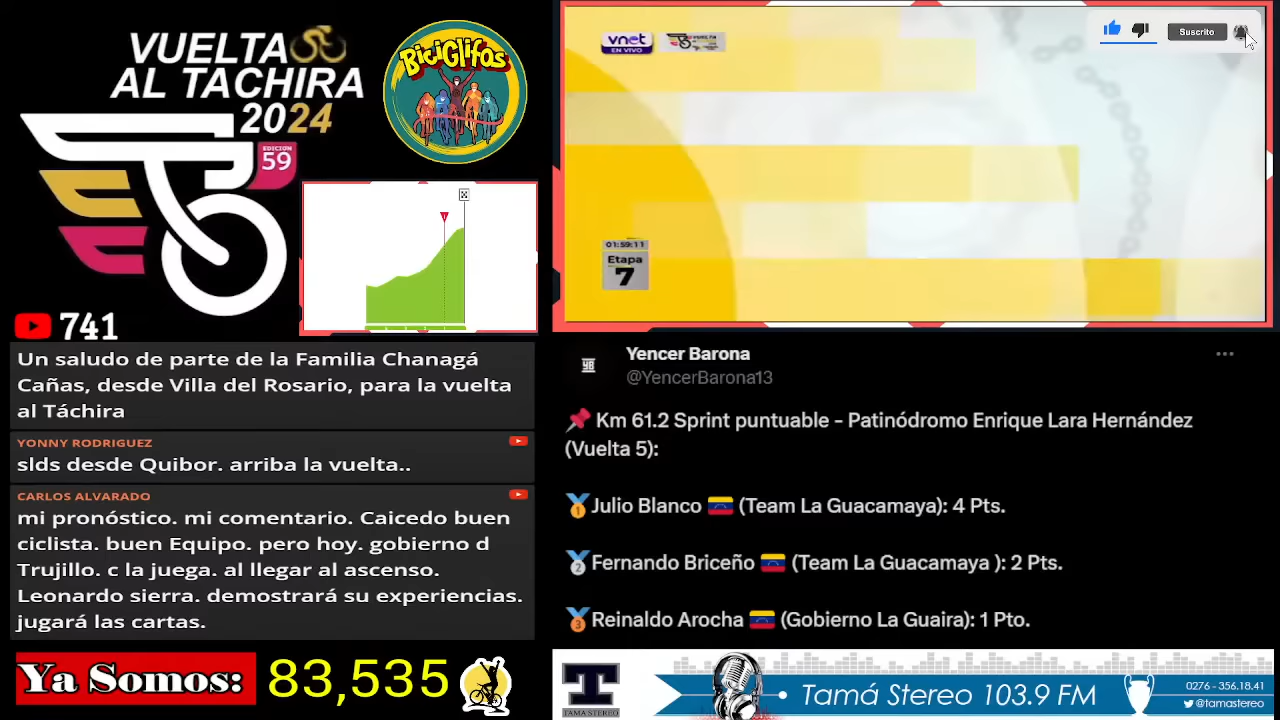 VUELTA
AL TACHIRA
2024
EDICION
59
BiCiGlifos
741
Un saludo de parte de la Familia Chanagá
Cañas, desde Villa del Rosario, para la vuelta
al Táchira
YONNY RODRIGUEZ
slds desde Quibor. arriba la vuelta..
CARLOS ALVARADO
mi pronóstico. mi comentario. Caicedo buen
ciclista. buen Equipo. pero hoy. gobierno d
Trujillo. c la juega. al llegar al ascenso.
Leonardo sierra. demostrará su experiencias.
jugará las cartas.
Ya Somos: 83,535
vnet
EN VIVO
Suscrito
01:59:11
Etapa
7
YB
Yencer Barona
@YencerBarona13
Km 61.2 Sprint puntuable - Patinódromo Enrique Lara Hernández
(Vuelta 5):
1 Julio Blanco (Team La Guacamaya): 4 Pts.
2 Fernando Briceño (Team La Guacamaya ): 2 Pts.
3 Reinaldo Arocha (Gobierno La Guaira): 1 Pto.
T
TAMA STEREO
Tamá Stereo 103.9 FM
0276 - 356.18.41
@tamastereo